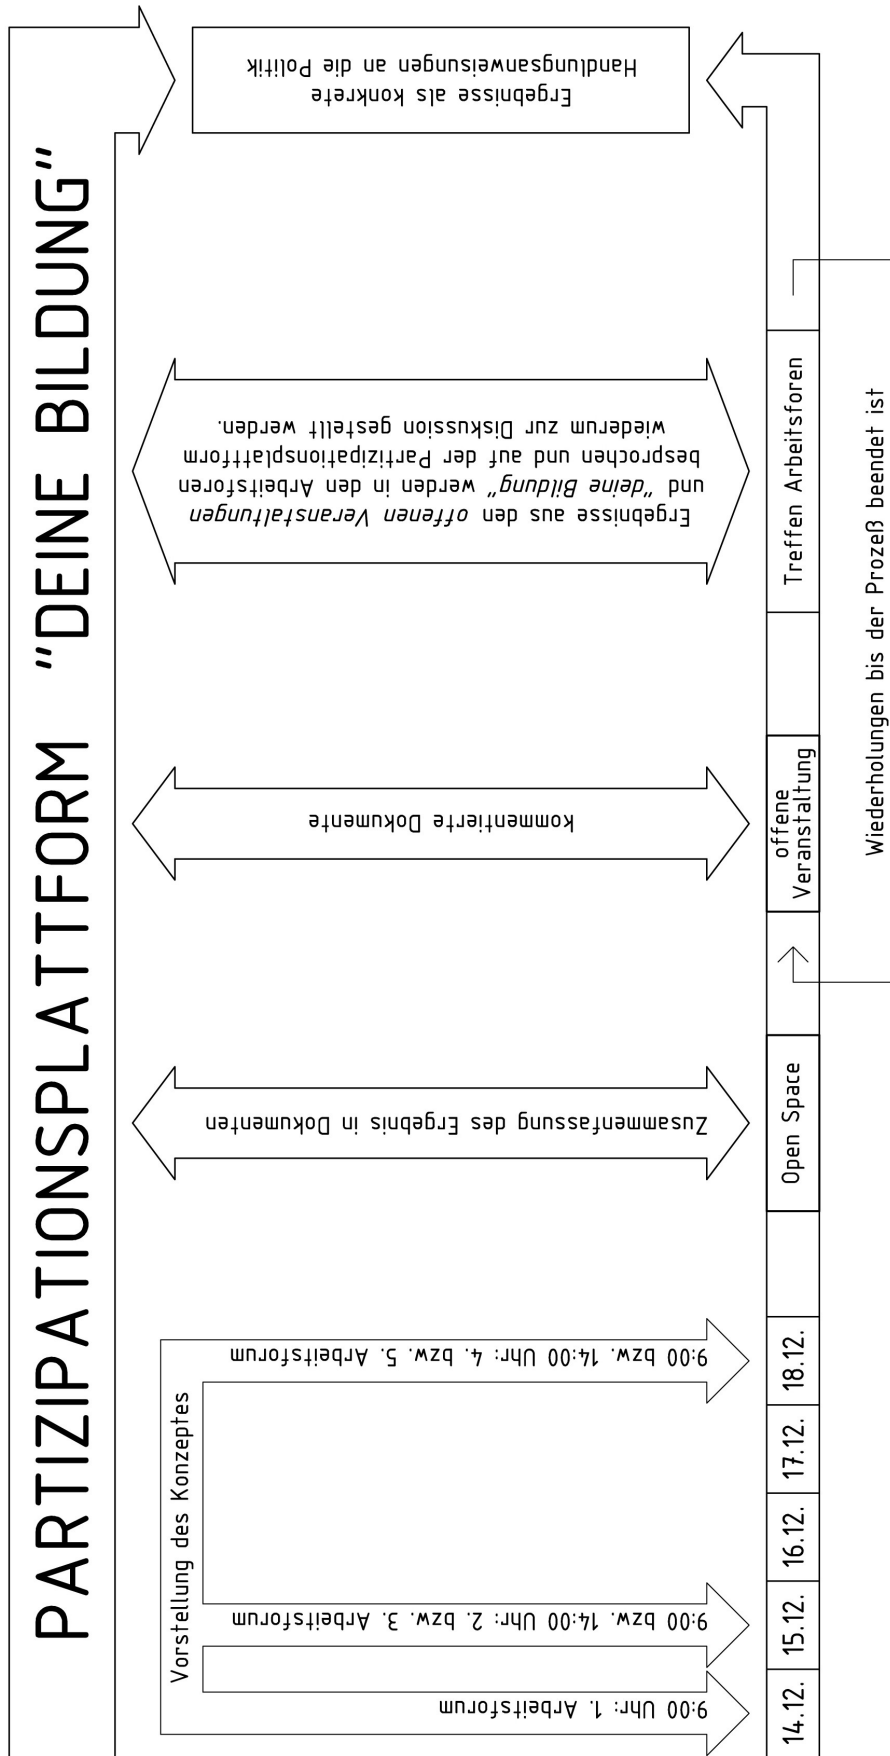 PARTIZIPATIONSPLATTFORM "DEINE BILDUNG"
Vorstellung des Konzeptes
9:00 Uhr: 1. Arbeitsforum
9:00 bzw. 14:00 Uhr: 2. bzw. 3. Arbeitsforum
9:00 bzw. 14:00 Uhr: 4. bzw. 5. Arbeitsforum
Zusammenfassung des Ergebnis in Dokumenten
kommentierte Dokumente
Ergebnisse aus den offenen Veranstaltungen
und "deine Bildung" werden in den Arbeitsforen
besprochen und auf der Partizipationsplattform
wiederum zur Diskussion gestellt werden.
Ergebnisse als konkrete
Handlungsanweisungen an die Politik
14.12.
15.12.
16.12.
17.12.
18.12.
Open Space
offene
Veranstaltung
Treffen Arbeitsforen
Wiederholungen bis der Prozeß beendet ist